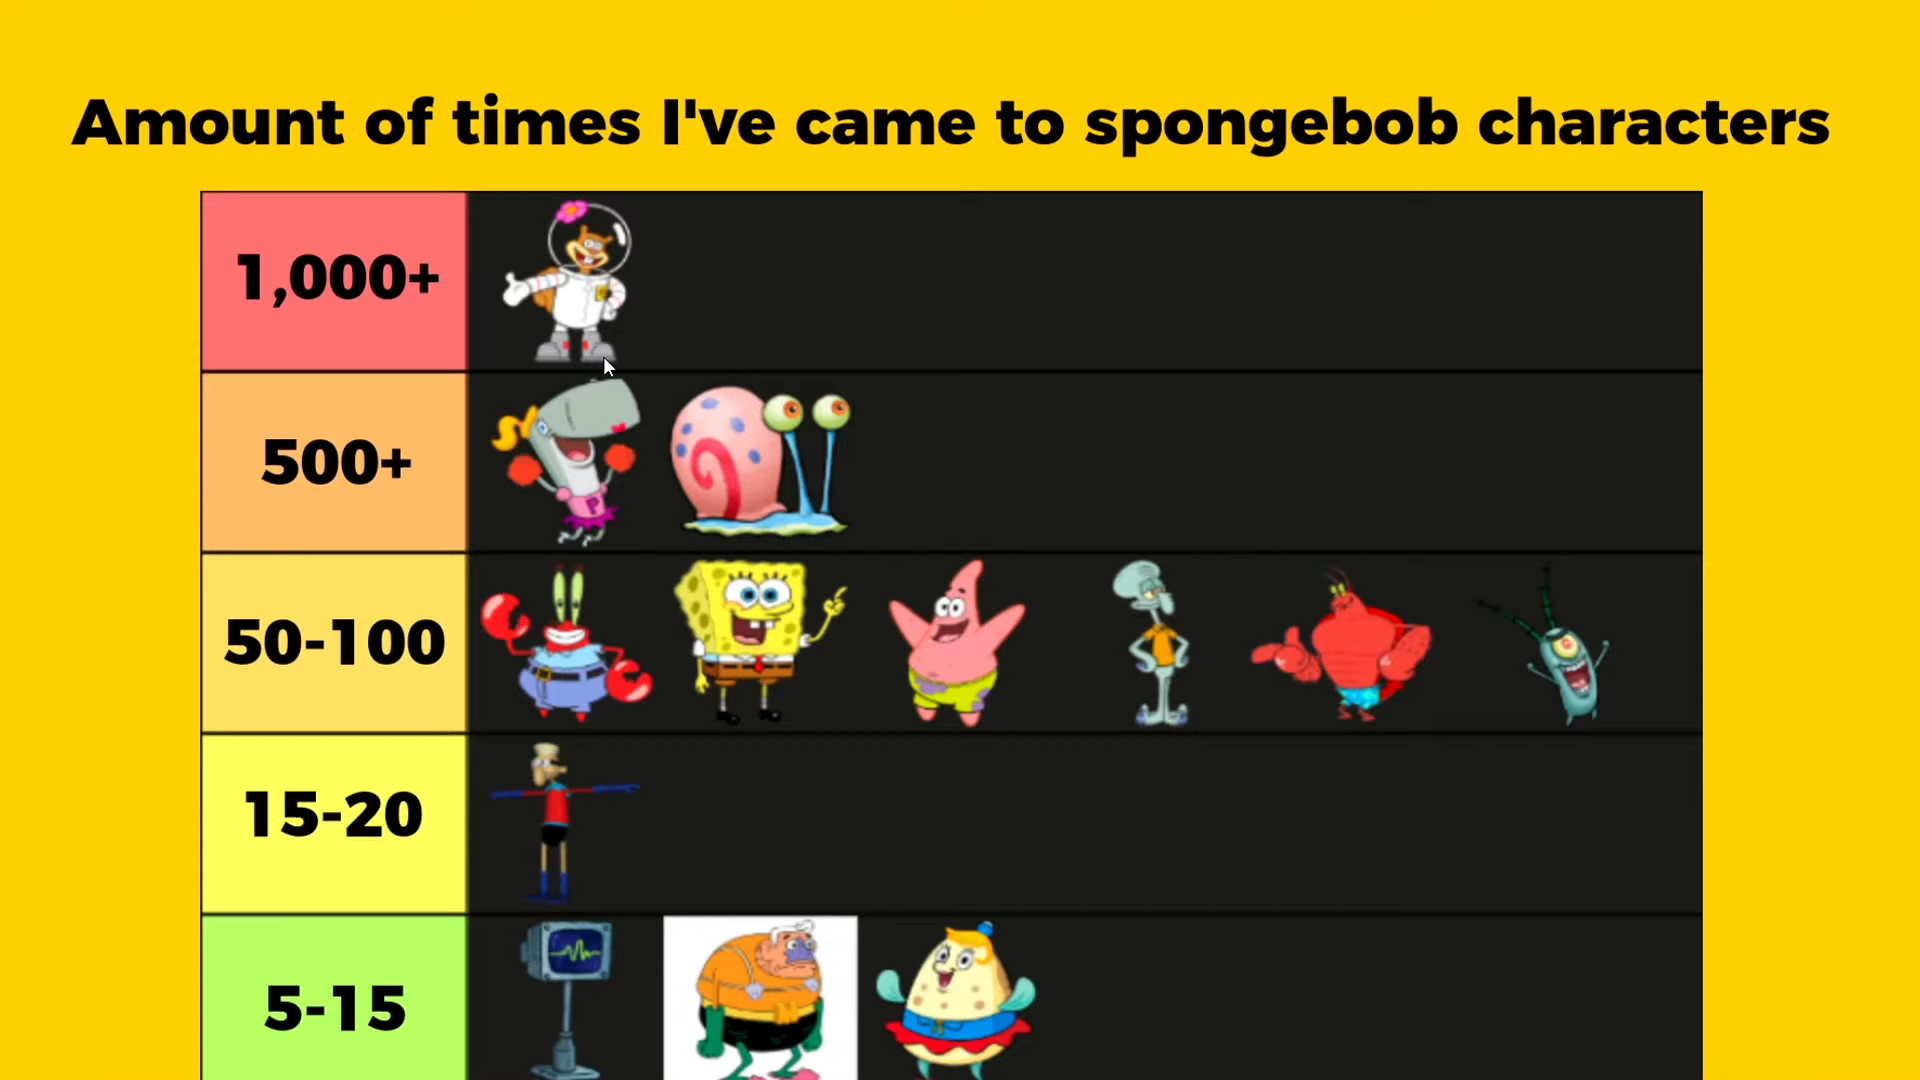 Amount of times I've came to spongebob characters
1,000+
500+
50-100
15-20
5-15
P
M